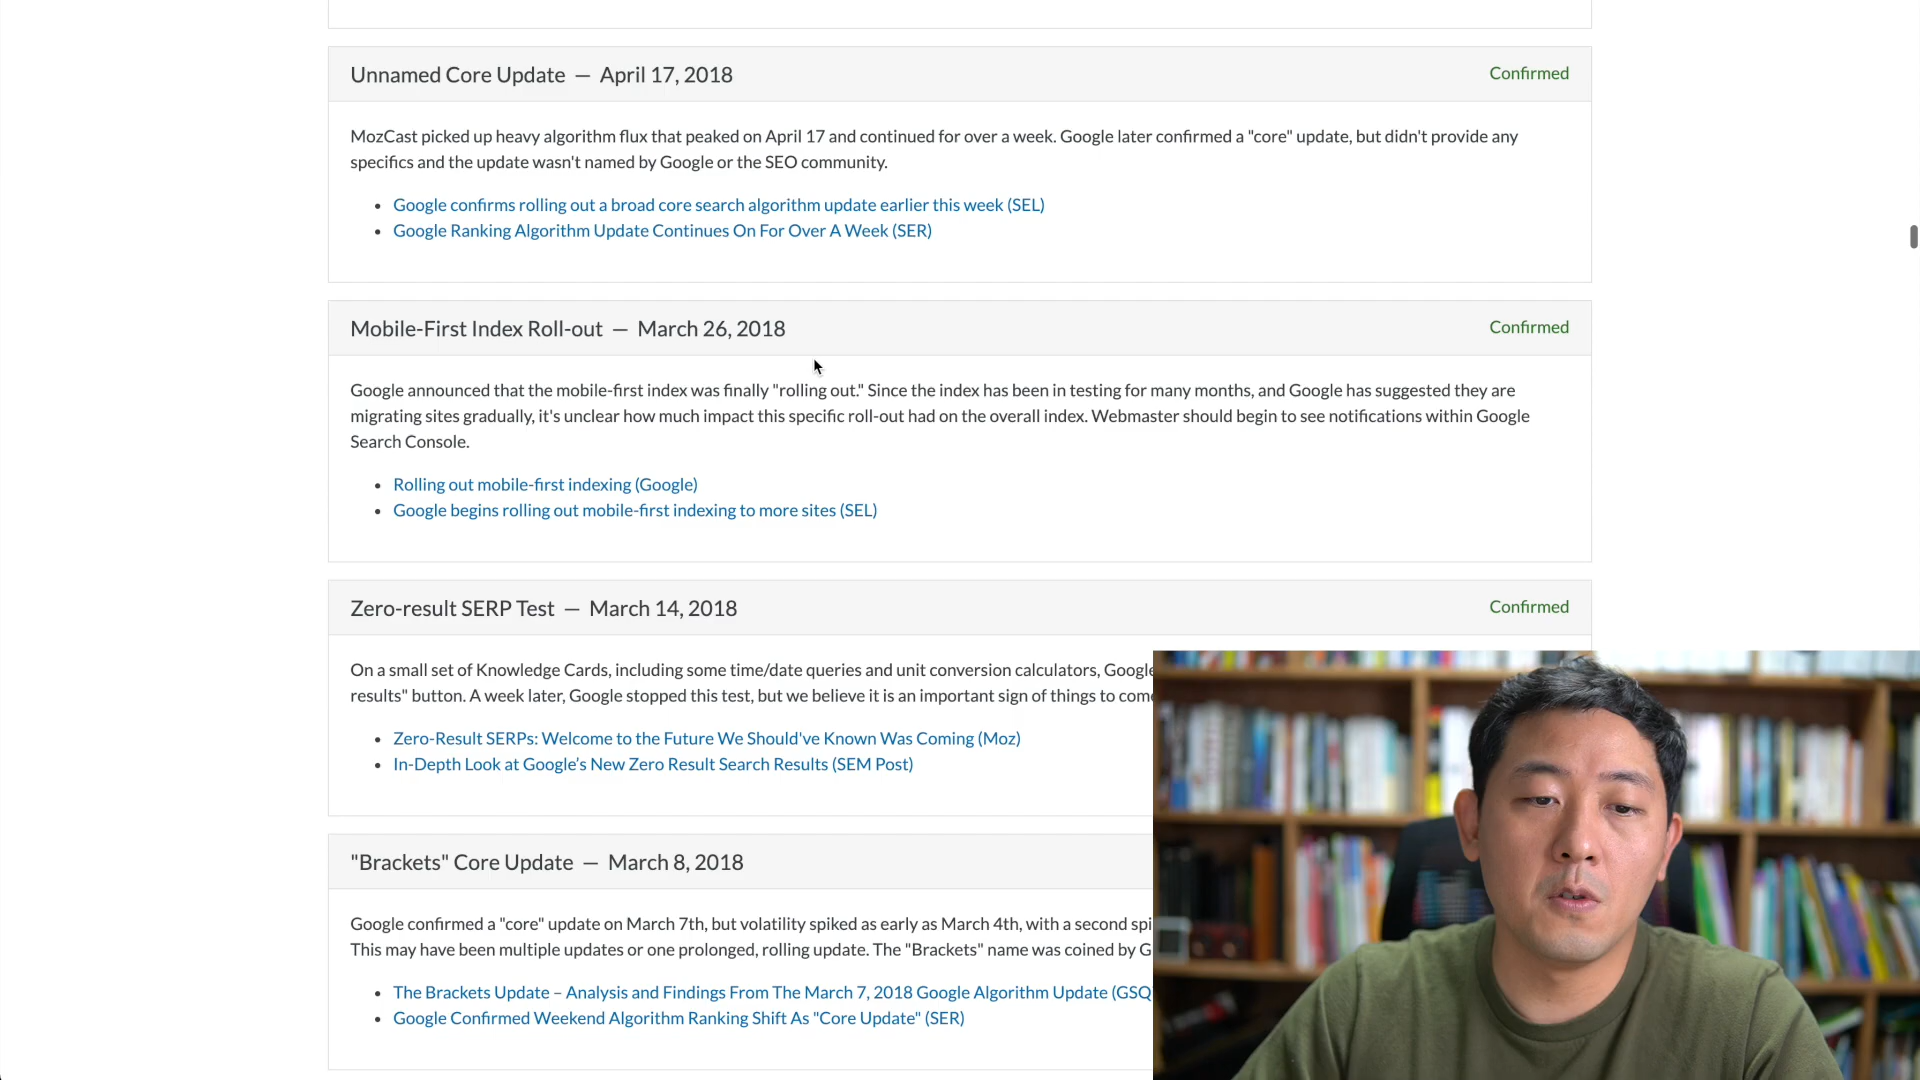 Unnamed Core Update — April 17, 2018
Confirmed
MozCast picked up heavy algorithm flux that peaked on April 17 and continued for over a week. Google later confirmed a "core" update, but didn't provide any
specifics and the update wasn't named by Google or the SEO community.
• Google confirms rolling out a broad core search algorithm update earlier this week (SEL)
• Google Ranking Algorithm Update Continues On For Over A Week (SER)
Mobile-First Index Roll-out — March 26, 2018
Confirmed
Google announced that the mobile-first index was finally "rolling out." Since the index has been in testing for many months, and Google has suggested they are
migrating sites gradually, it's unclear how much impact this specific roll-out had on the overall index. Webmaster should begin to see notifications within Google
Search Console.
• Rolling out mobile-first indexing (Google)
• Google begins rolling out mobile-first indexing to more sites (SEL)
Zero-result SERP Test — March 14, 2018
Confirmed
On a small set of Knowledge Cards, including some time/date queries and unit conversion calculators, Google
results" button. A week later, Google stopped this test, but we believe it is an important sign of things to come
• Zero-Result SERPs: Welcome to the Future We Should've Known Was Coming (Moz)
• In-Depth Look at Google’s New Zero Result Search Results (SEM Post)
"Brackets" Core Update — March 8, 2018
Google confirmed a "core" update on March 7th, but volatility spiked as early as March 4th, with a second spi
This may have been multiple updates or one prolonged, rolling update. The "Brackets" name was coined by G
• The Brackets Update – Analysis and Findings From The March 7, 2018 Google Algorithm Update (GSQ
• Google Confirmed Weekend Algorithm Ranking Shift As "Core Update" (SER)